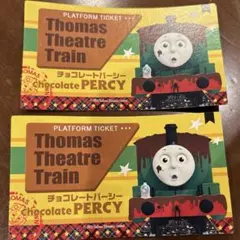 PLATFORM TICKET
Thomas
Theatre
Train
チョコレートパーシー
Chocolate PERCY
PLATFORM TICKET
Thomas
Theatre
Train
チョコレートパーシー
Chocolate PERCY